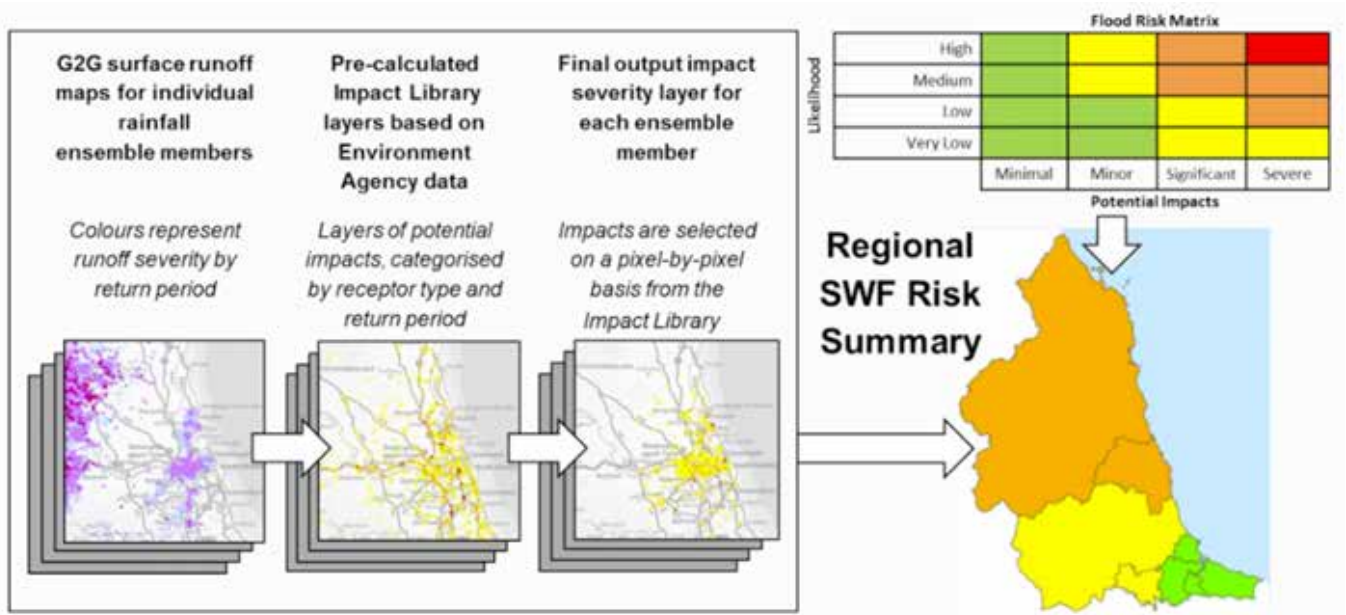 G2G surface runoff
maps for individual
rainfall
ensemble members
Colours represent
runoff severity by
return period
Pre-calculated
Impact Library
layers based on
Environment
Agency data
Layers of potential
impacts, categorised
by receptor type and
return period
Final output impact
severity layer for
each ensemble
member
Impacts are selected
on a pixel-by-pixel
basis from the
Impact Library
Flood Risk Matrix
Likelihood
High
Medium
Low
Very Low
Minimal Minor Significant Severe
Potential Impacts
Regional
SWF Risk
Summary